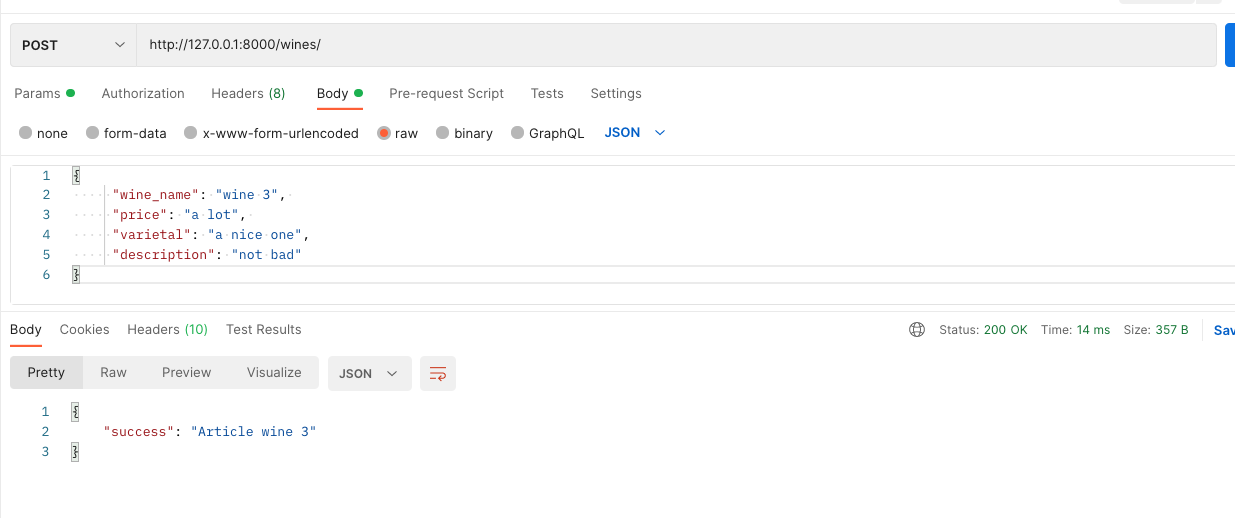 POST http://127.0.0.1:8000/wines/
Params Authorization Headers (8) Body Pre-request Script Tests Settings
none form-data x-www-form-urlencoded raw binary GraphQL JSON
1 {
2 "wine_name": "wine 3",
3 "price": "a lot",
4 "varietal": "a nice one",
5 "description": "not bad"
6 }
Body Cookies Headers (10) Test Results Status: 200 OK Time: 14 ms Size: 357 B Sav
Pretty Raw Preview Visualize JSON
1 {
2 "success": "Article wine 3"
3 }